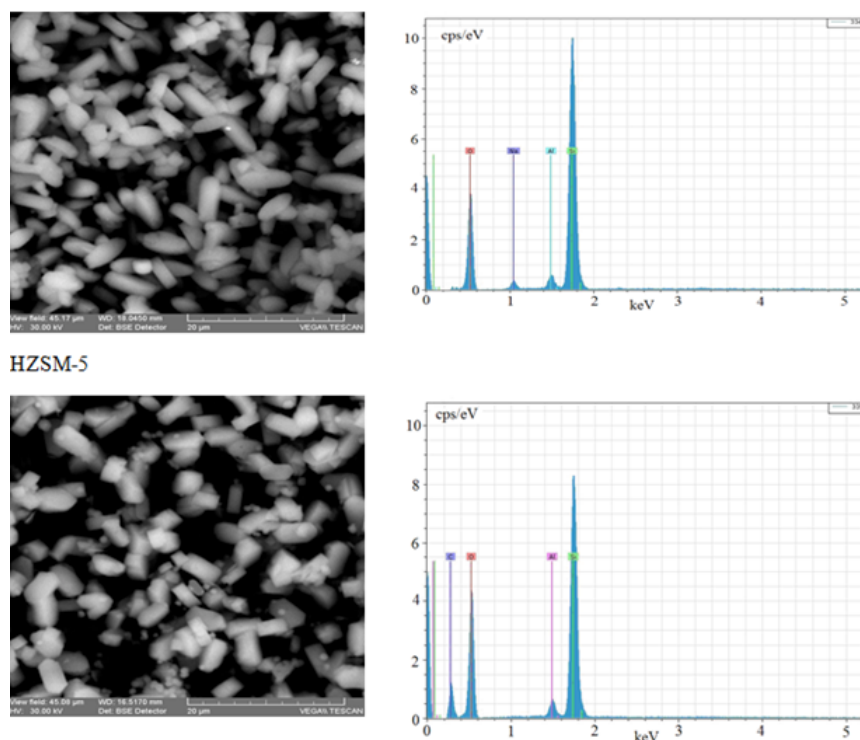 cps/eV
10
8
6
4
2
0
O Na Al Si
0 1 2 3 4 5
keV
View field: 45.17 µm WD: 18.0450 mm
HV: 30.00 kV Det: BSE Detector 20 µm VEGA\\ TESCAN
HZSM-5
cps/eV
10
8
6
4
2
0
C O Al Si
0 1 2 3 4 5
keV
View field: 45.08 µm WD: 16.5170 mm
HV: 30.00 kV Det: BSE Detector 20 µm VEGA\\ TESCAN